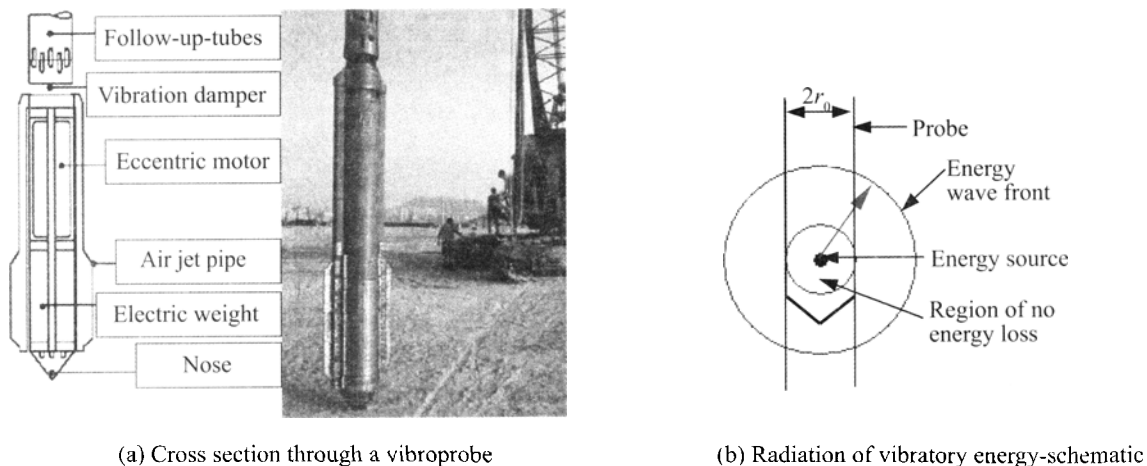 Follow-up-tubes
Vibration damper
Eccentric motor
Air jet pipe
Electric weight
Nose
(a) Cross section through a vibroprobe
2r₀
Probe
Energy
wave front
Energy source
Region of no
energy loss
(b) Radiation of vibratory energy-schematic